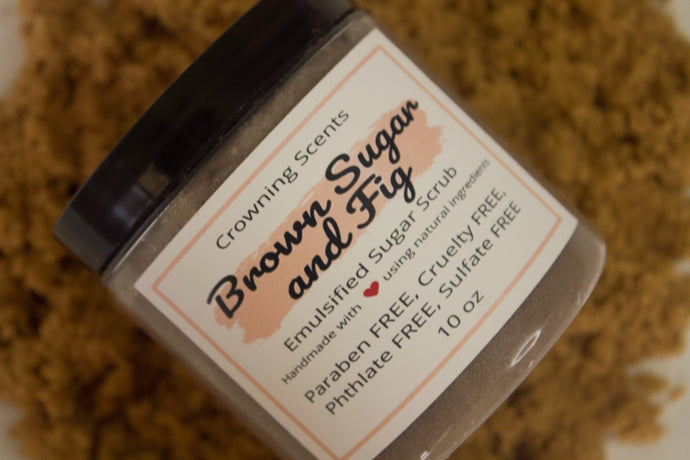 Crowning Scents
Brown Sugar
and Fig
Emulsified Sugar Scrub
Handmade with ❤ using natural ingredients
Paraben FREE, Cruelty FREE,
Phthlate FREE, Sulfate FREE
10 oz